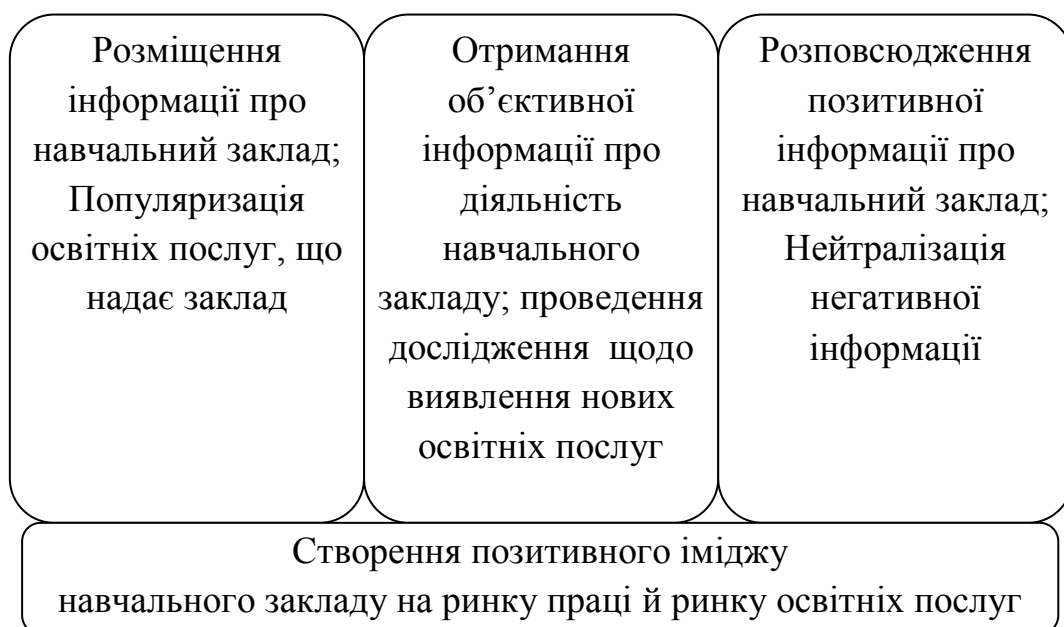 Розміщення
інформації про
навчальний заклад;
Популяризація
освітніх послуг, що
надає заклад
Отримання
об’єктивної
інформації про
діяльність
навчального
закладу; проведення
дослідження щодо
виявлення нових
освітніх послуг
Розповсюдження
позитивної
інформації про
навчальний заклад;
Нейтралізація
негативної
інформації
Створення позитивного іміджу
навчального закладу на ринку праці й ринку освітніх послуг